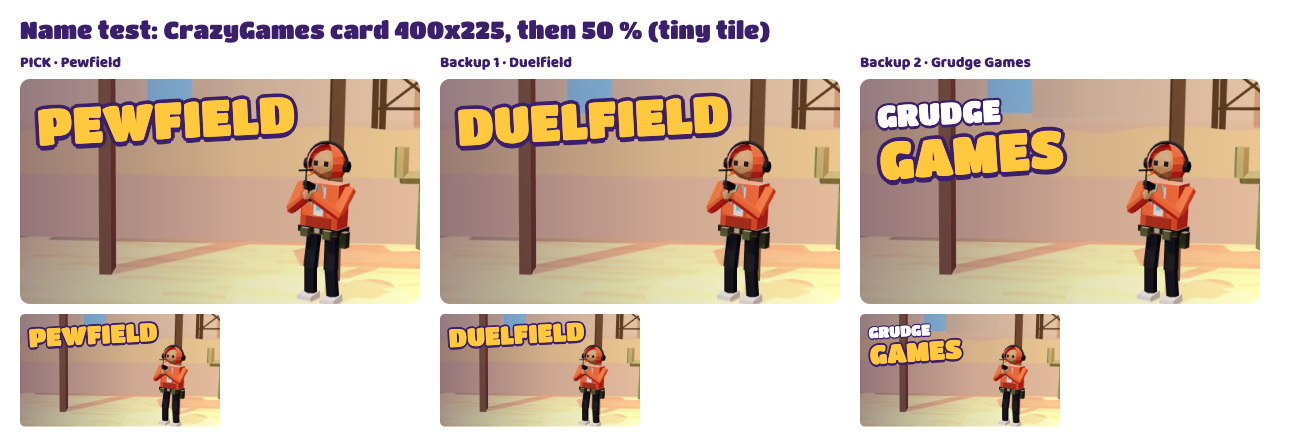 Name test: CrazyGames card 400x225, then 50 % (tiny tile)
PICK · Pewfield
Backup 1 · Duelfield
Backup 2 · Grudge Games
PEWFIELD
DUELFIELD
GRUDGE
GAMES
PEWFIELD
DUELFIELD
GRUDGE
GAMES